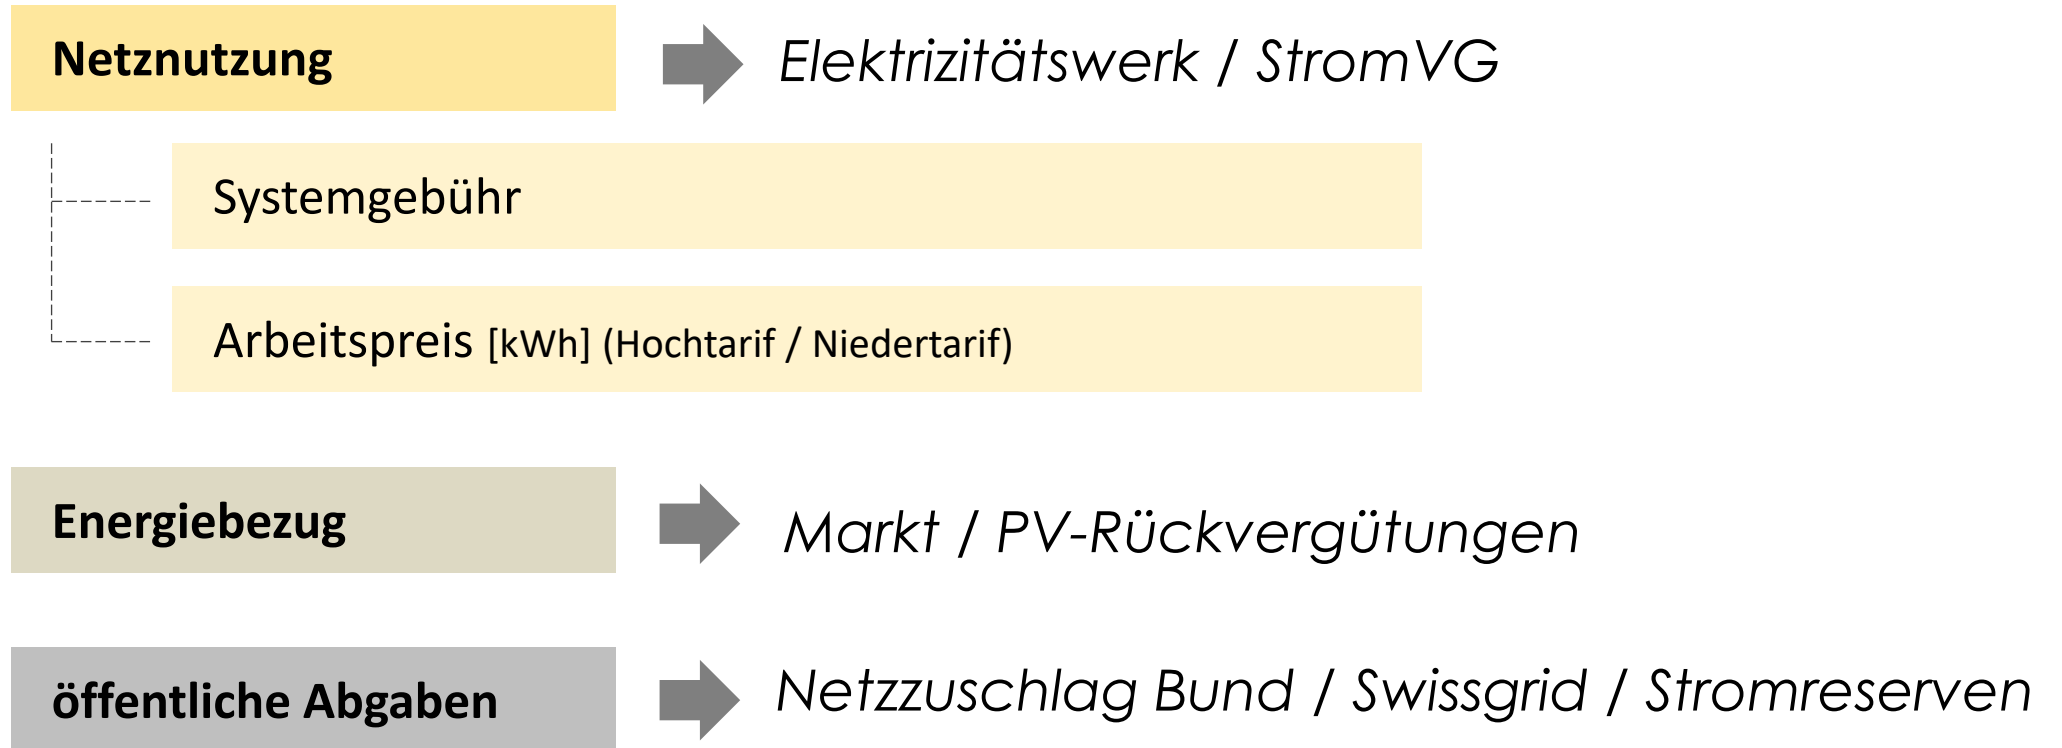 Netznutzung
Elektrizitätswerk / StromVG
Systemgebühr
Arbeitspreis [kWh] (Hochtarif / Niedertarif)
Energiebezug
Markt / PV-Rückvergütungen
öffentliche Abgaben
Netzzuschlag Bund / Swissgrid / Stromreserven